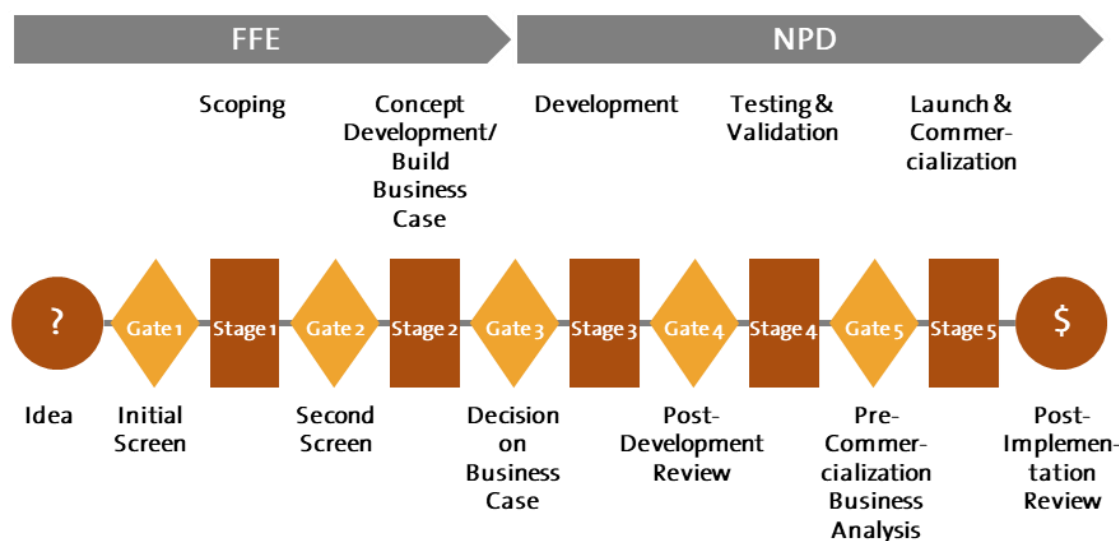 FFE
NPD
Scoping
Concept
Development/
Build
Business
Case
Development
Testing &
Validation
Launch &
Commer-
cialization
?
Gate 1
Stage 1
Gate 2
Stage 2
Gate 3
Stage 3
Gate 4
Stage 4
Gate 5
Stage 5
$
Idea
Initial
Screen
Second
Screen
Decision
on
Business
Case
Post-
Development
Review
Pre-
Commer-
cialization
Business
Analysis
Post-
Implemen-
tation
Review